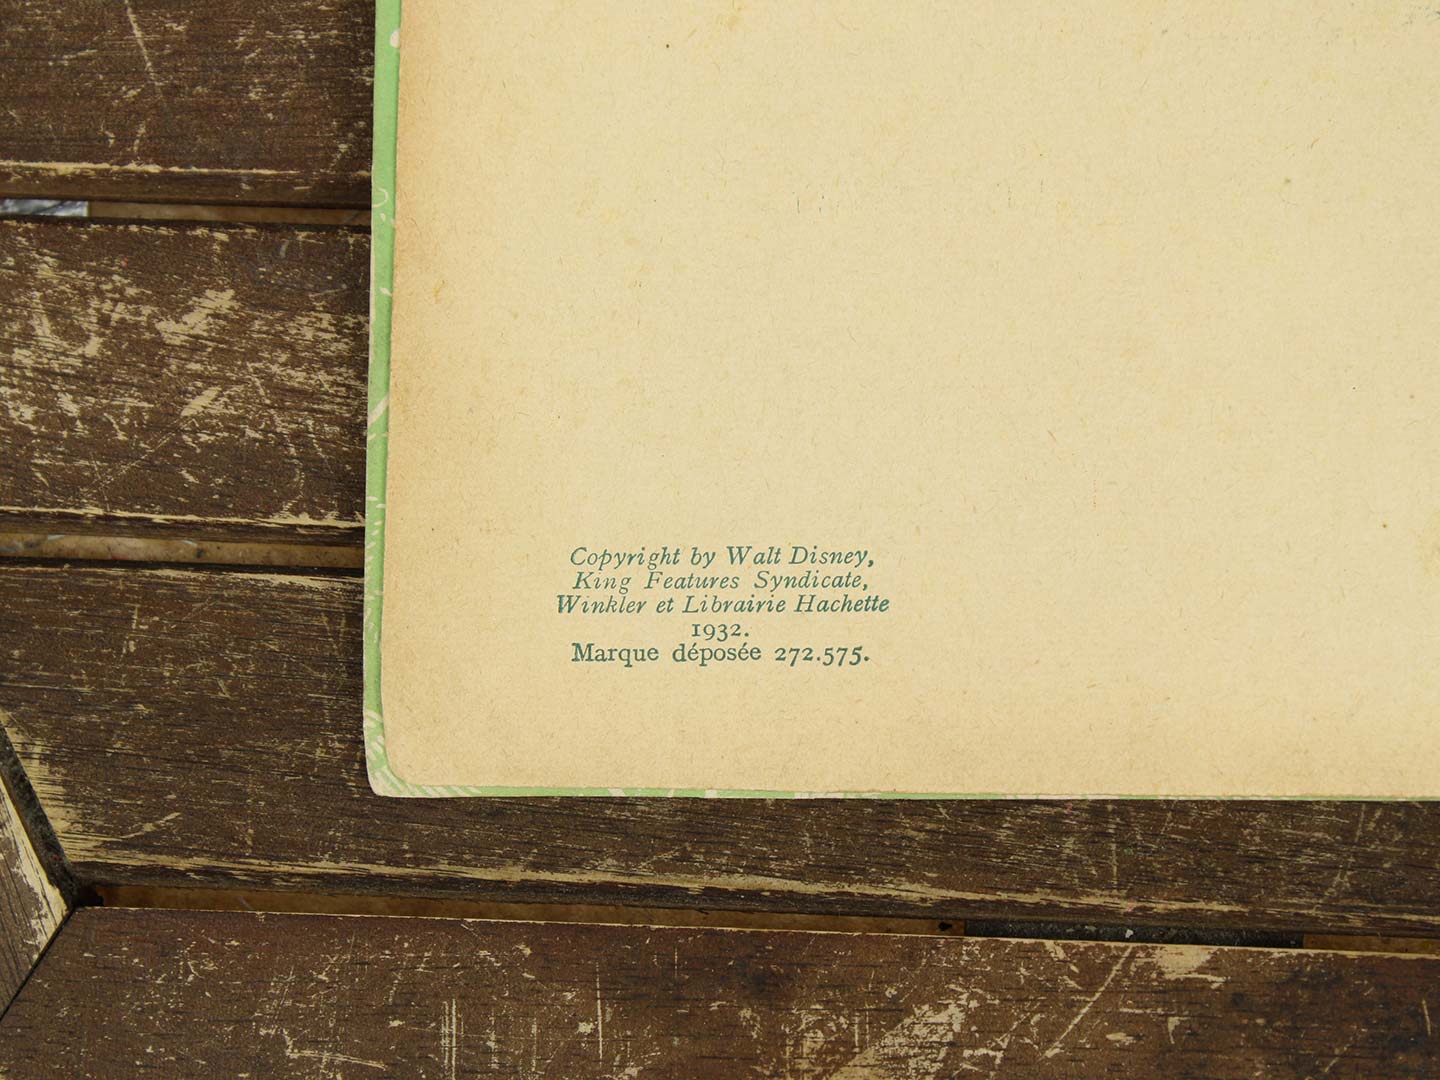 Copyright by Walt Disney,
King Features Syndicate,
Winkler et Librairie Hachette
1932.
Marque déposée 272.575.